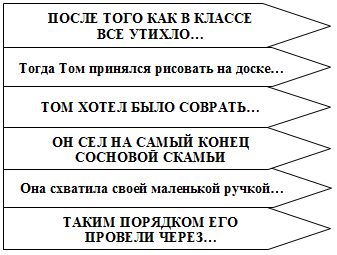 ПОСЛЕ ТОГО КАК В КЛАССЕ
ВСЕ УТИХЛО…
Тогда Том принялся рисовать на доске…
ТОМ ХОТЕЛ БЫЛО СОВРАТЬ…
ОН СЕЛ НА САМЫЙ КОНЕЦ
СОСНОВОЙ СКАМЬИ
Она схватила своей маленькой ручкой…
ТАКИМ ПОРЯДКОМ ЕГО
ПРОВЕЛИ ЧЕРЕЗ…